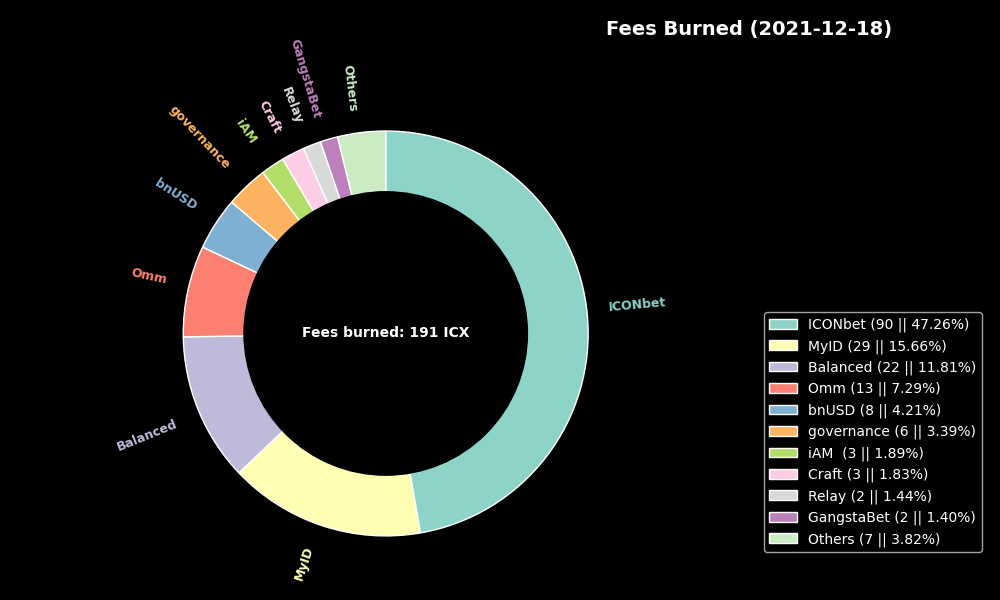 Fees Burned (2021-12-18)
GangstaBet
Others
Relay
Craft
iAM
governance
bnUSD
Omm
ICONbet
Fees burned: 191 ICX
Balanced
MyID
ICONbet (90 || 47.26%)
MyID (29 || 15.66%)
Balanced (22 || 11.81%)
Omm (13 || 7.29%)
bnUSD (8 || 4.21%)
governance (6 || 3.39%)
iAM  (3 || 1.89%)
Craft (3 || 1.83%)
Relay (2 || 1.44%)
GangstaBet (2 || 1.40%)
Others (7 || 3.82%)